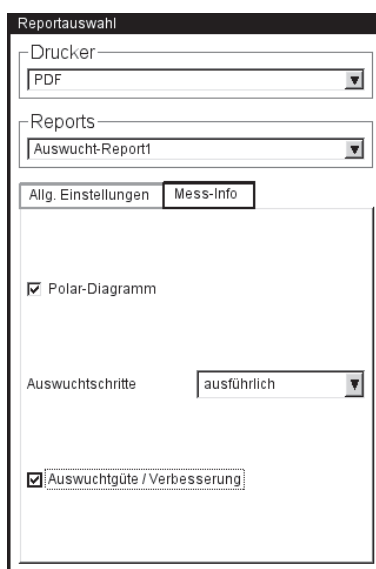 Reportauswahl
Drucker
PDF
Reports
Auswucht-Report1
Allg. Einstellungen Mess-Info
Polar-Diagramm
Auswuchtschritte ausführlich
Auswuchtgüte / Verbesserung